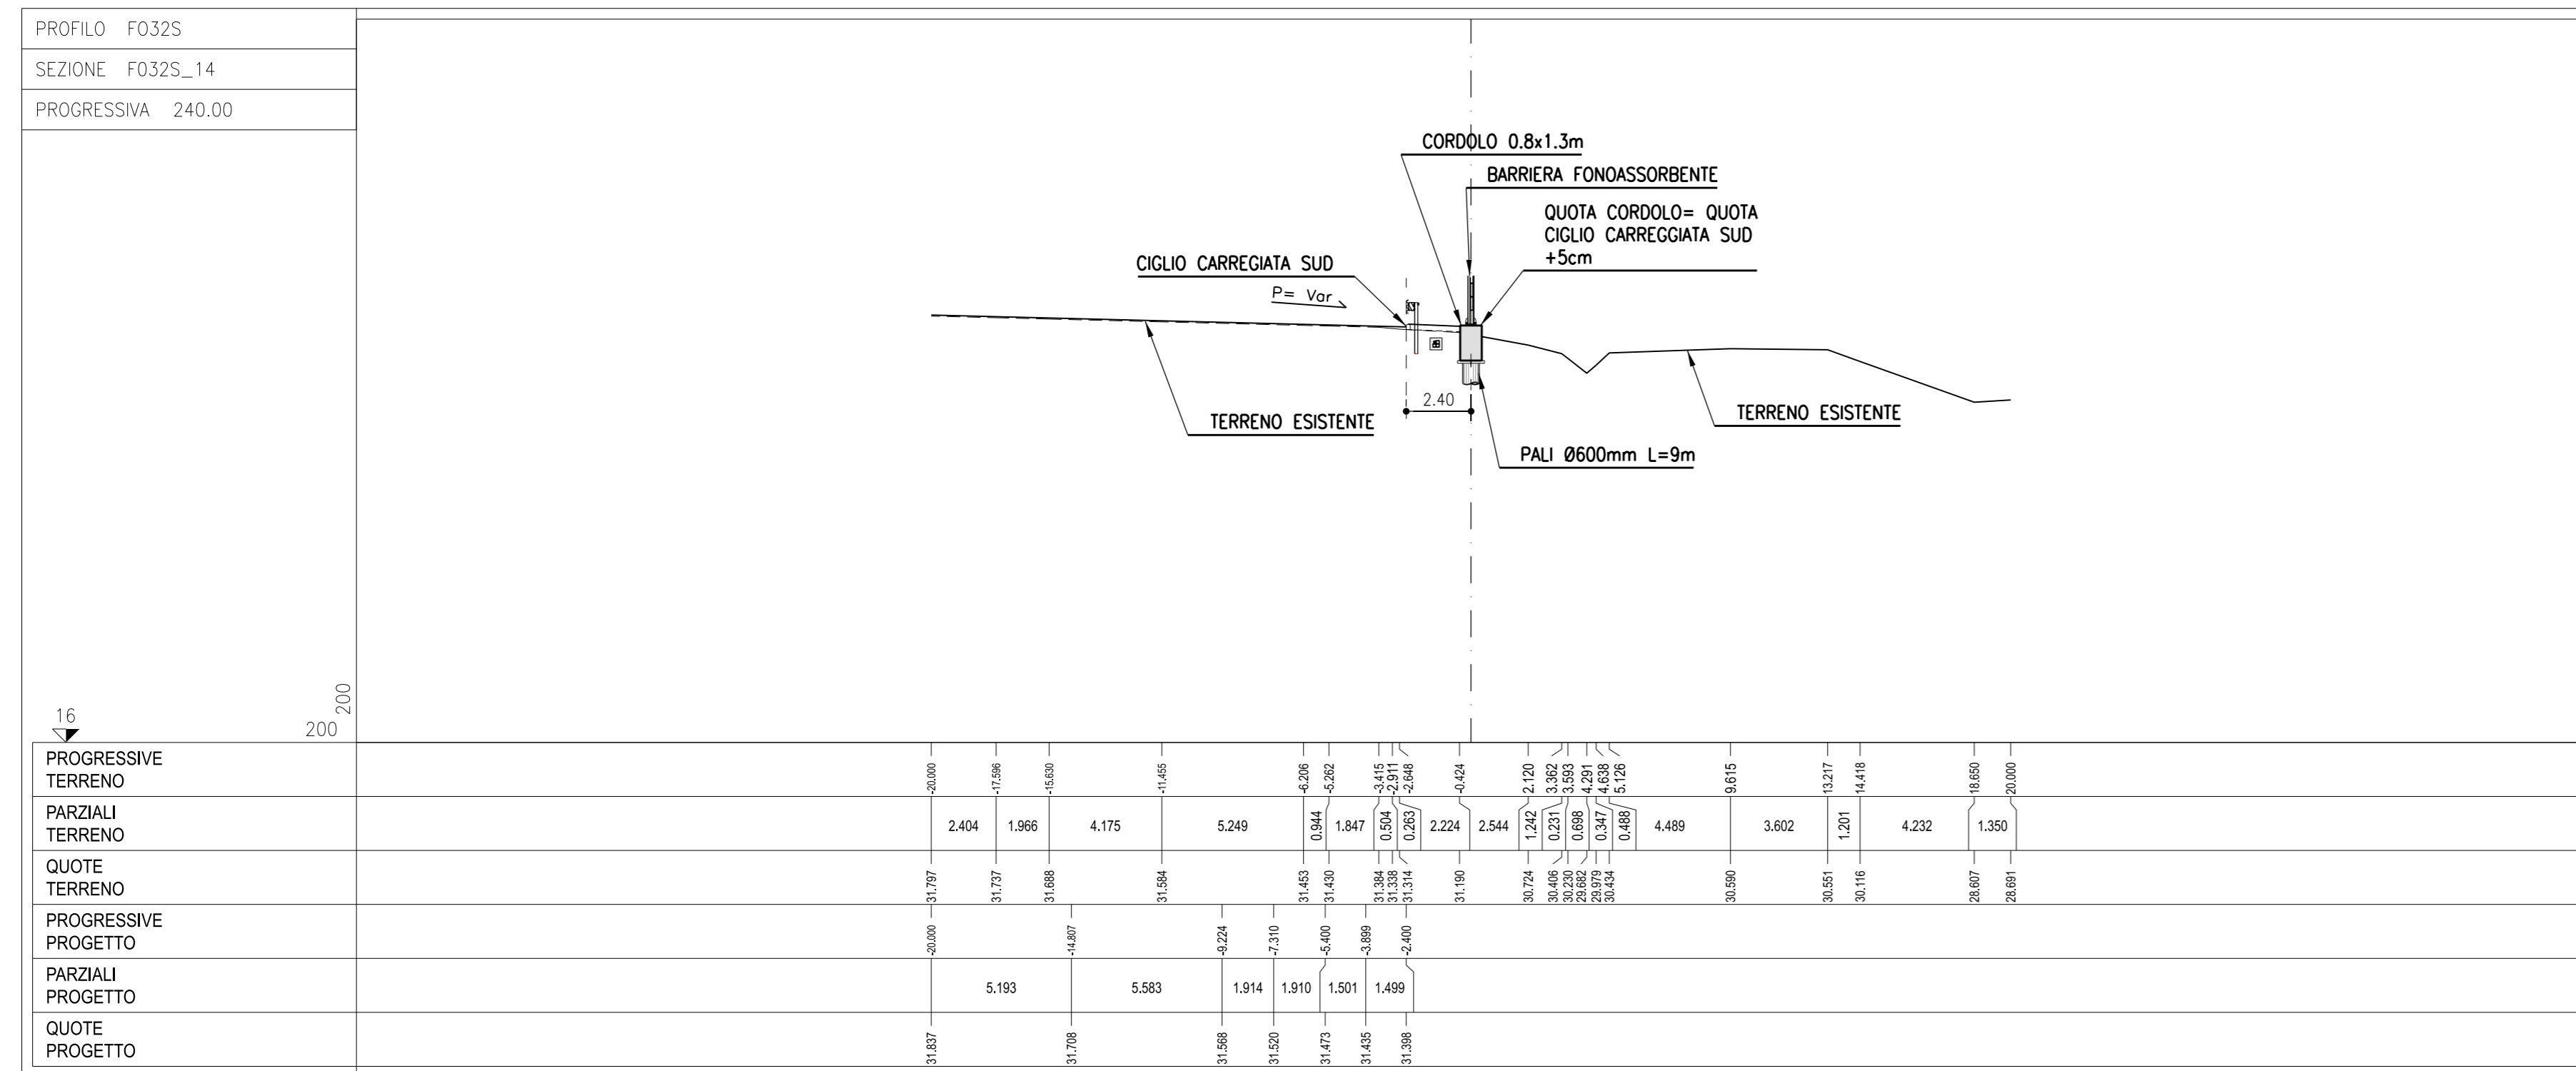 PROFILO F032S
SEZIONE F032S_14
PROGRESSIVA 240.00
CORDOLO 0.8x1.3m
BARRIERA FONOASSORBENTE
QUOTA CORDOLO= QUOTA
CIGLIO CARREGGIATA SUD
+5cm
CIGLIO CARREGIATA SUD
P= Var
2.40
TERRENO ESISTENTE
TERRENO ESISTENTE
PALI Ø600mm L=9m
200
16
200
PROGRESSIVE
TERRENO
-20.000 -17.596 -15.630 -11.455 -6.206 -5.262 -3.415 -2.911 -2.648 -0.424 2.120 3.362 3.593 4.291 4.638 5.126 9.615 13.217 14.418 18.650 20.000
PARZIALI
TERRENO
2.404 1.966 4.175 5.249 0.944 1.847 0.504 0.263 2.224 2.544 1.242 0.231 0.698 0.347 0.488 4.489 3.602 1.201 4.232 1.350
QUOTE
TERRENO
31.797 31.737 31.688 31.584 31.453 31.430 31.384 31.338 31.314 31.190 30.724 30.406 30.230 29.682 29.979 30.434 30.590 30.551 30.116 28.607 28.691
PROGRESSIVE
PROGETTO
-20.000 -14.807 -9.224 -7.310 -5.400 -3.899 -2.400
PARZIALI
PROGETTO
5.193 5.583 1.914 1.910 1.501 1.499
QUOTE
PROGETTO
31.837 31.708 31.568 31.520 31.473 31.435 31.398